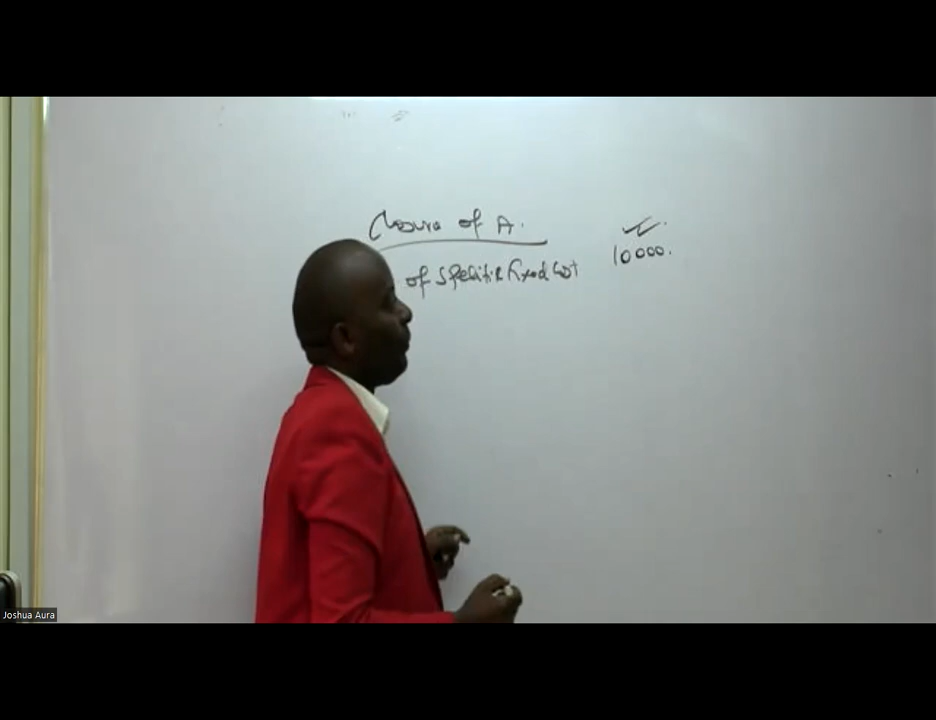 Closure of A.
of Specific fixed cost 10000.
Joshua Aura